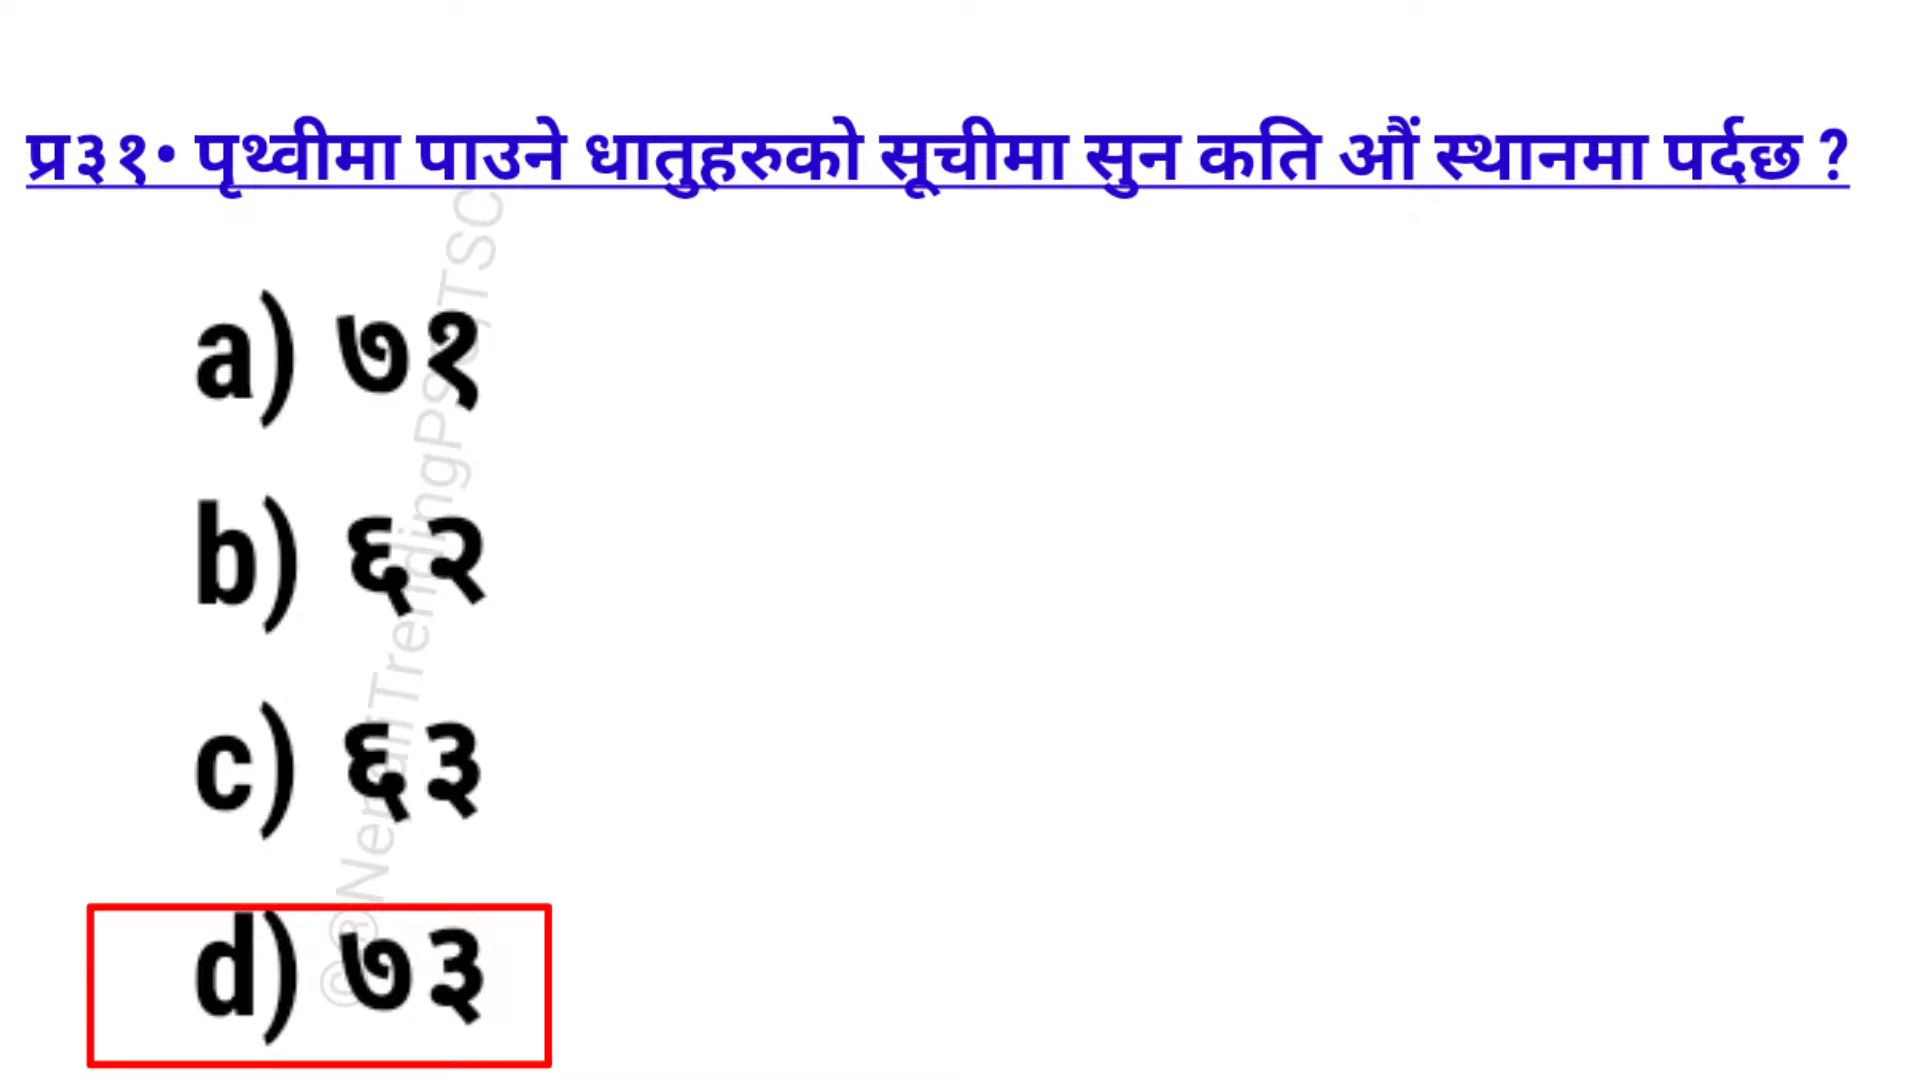 प्र३१• पृथ्वीमा पाउने धातुहरुको सूचीमा सुन कति औं स्थानमा पर्दछ ?
a) ७१
b) ६२
c) ६३
d) ७३